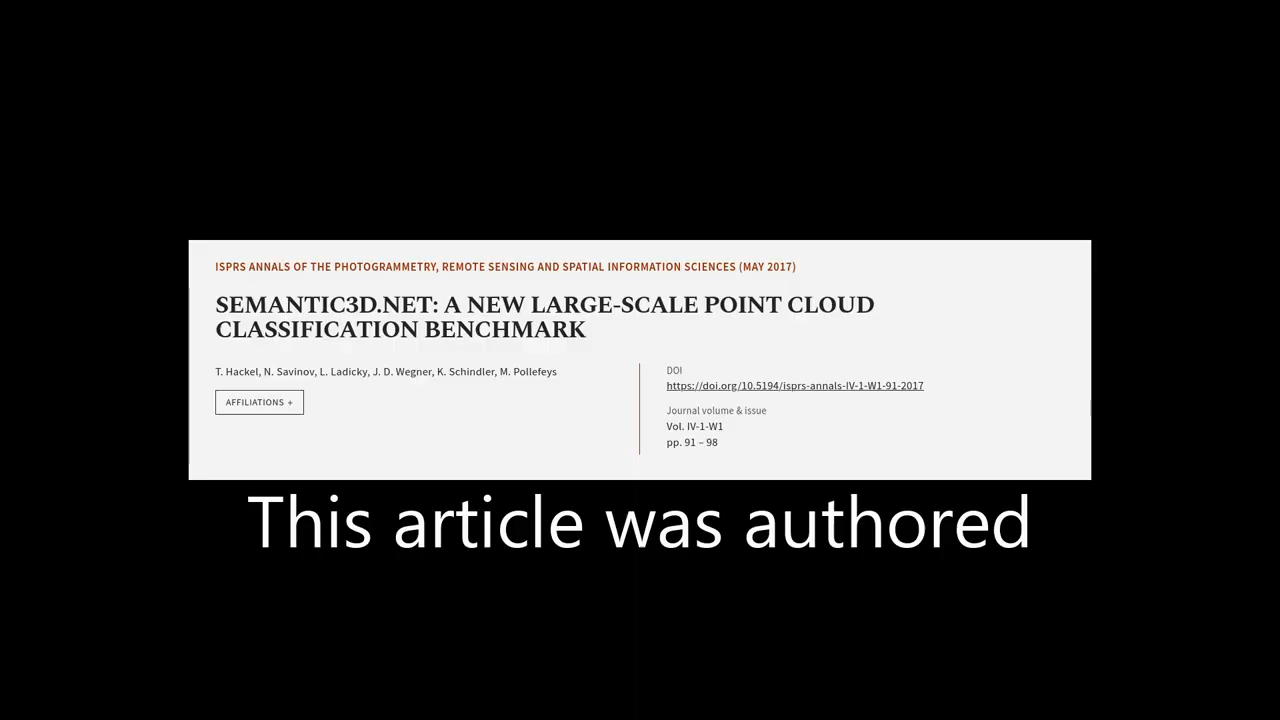 ISPRS ANNALS OF THE PHOTOGRAMMETRY, REMOTE SENSING AND SPATIAL INFORMATION SCIENCES (MAY 2017)
SEMANTIC3D.NET: A NEW LARGE-SCALE POINT CLOUD
CLASSIFICATION BENCHMARK
T. Hackel, N. Savinov, L. Ladicky, J. D. Wegner, K. Schindler, M. Pollefeys
AFFILIATIONS +
DOI
https://doi.org/10.5194/isprs-annals-IV-1-W1-91-2017
Journal volume & issue
Vol. IV-1-W1
pp. 91 – 98
This article was authored